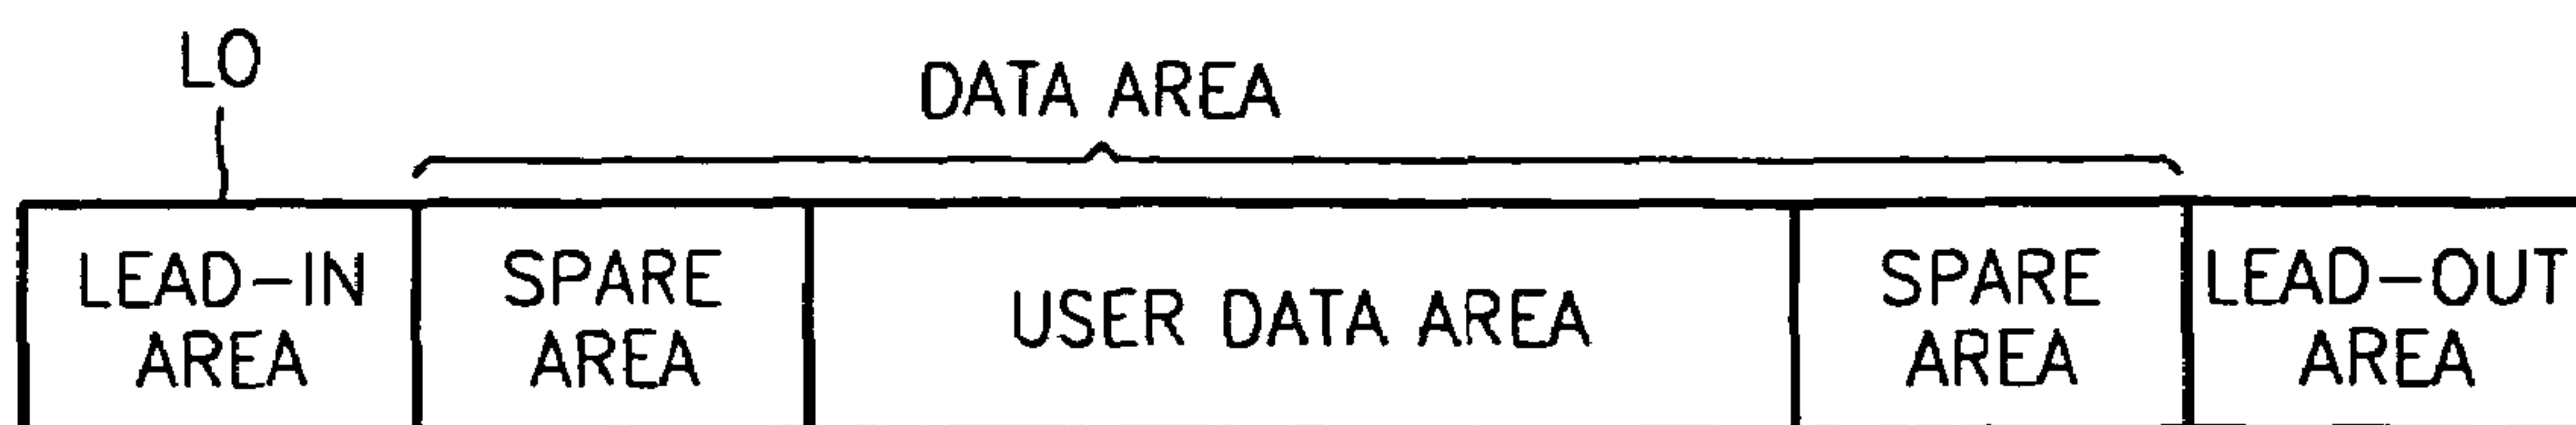 LO
DATA AREA
LEAD-IN
AREA
SPARE
AREA
USER DATA AREA
SPARE
AREA
LEAD-OUT
AREA